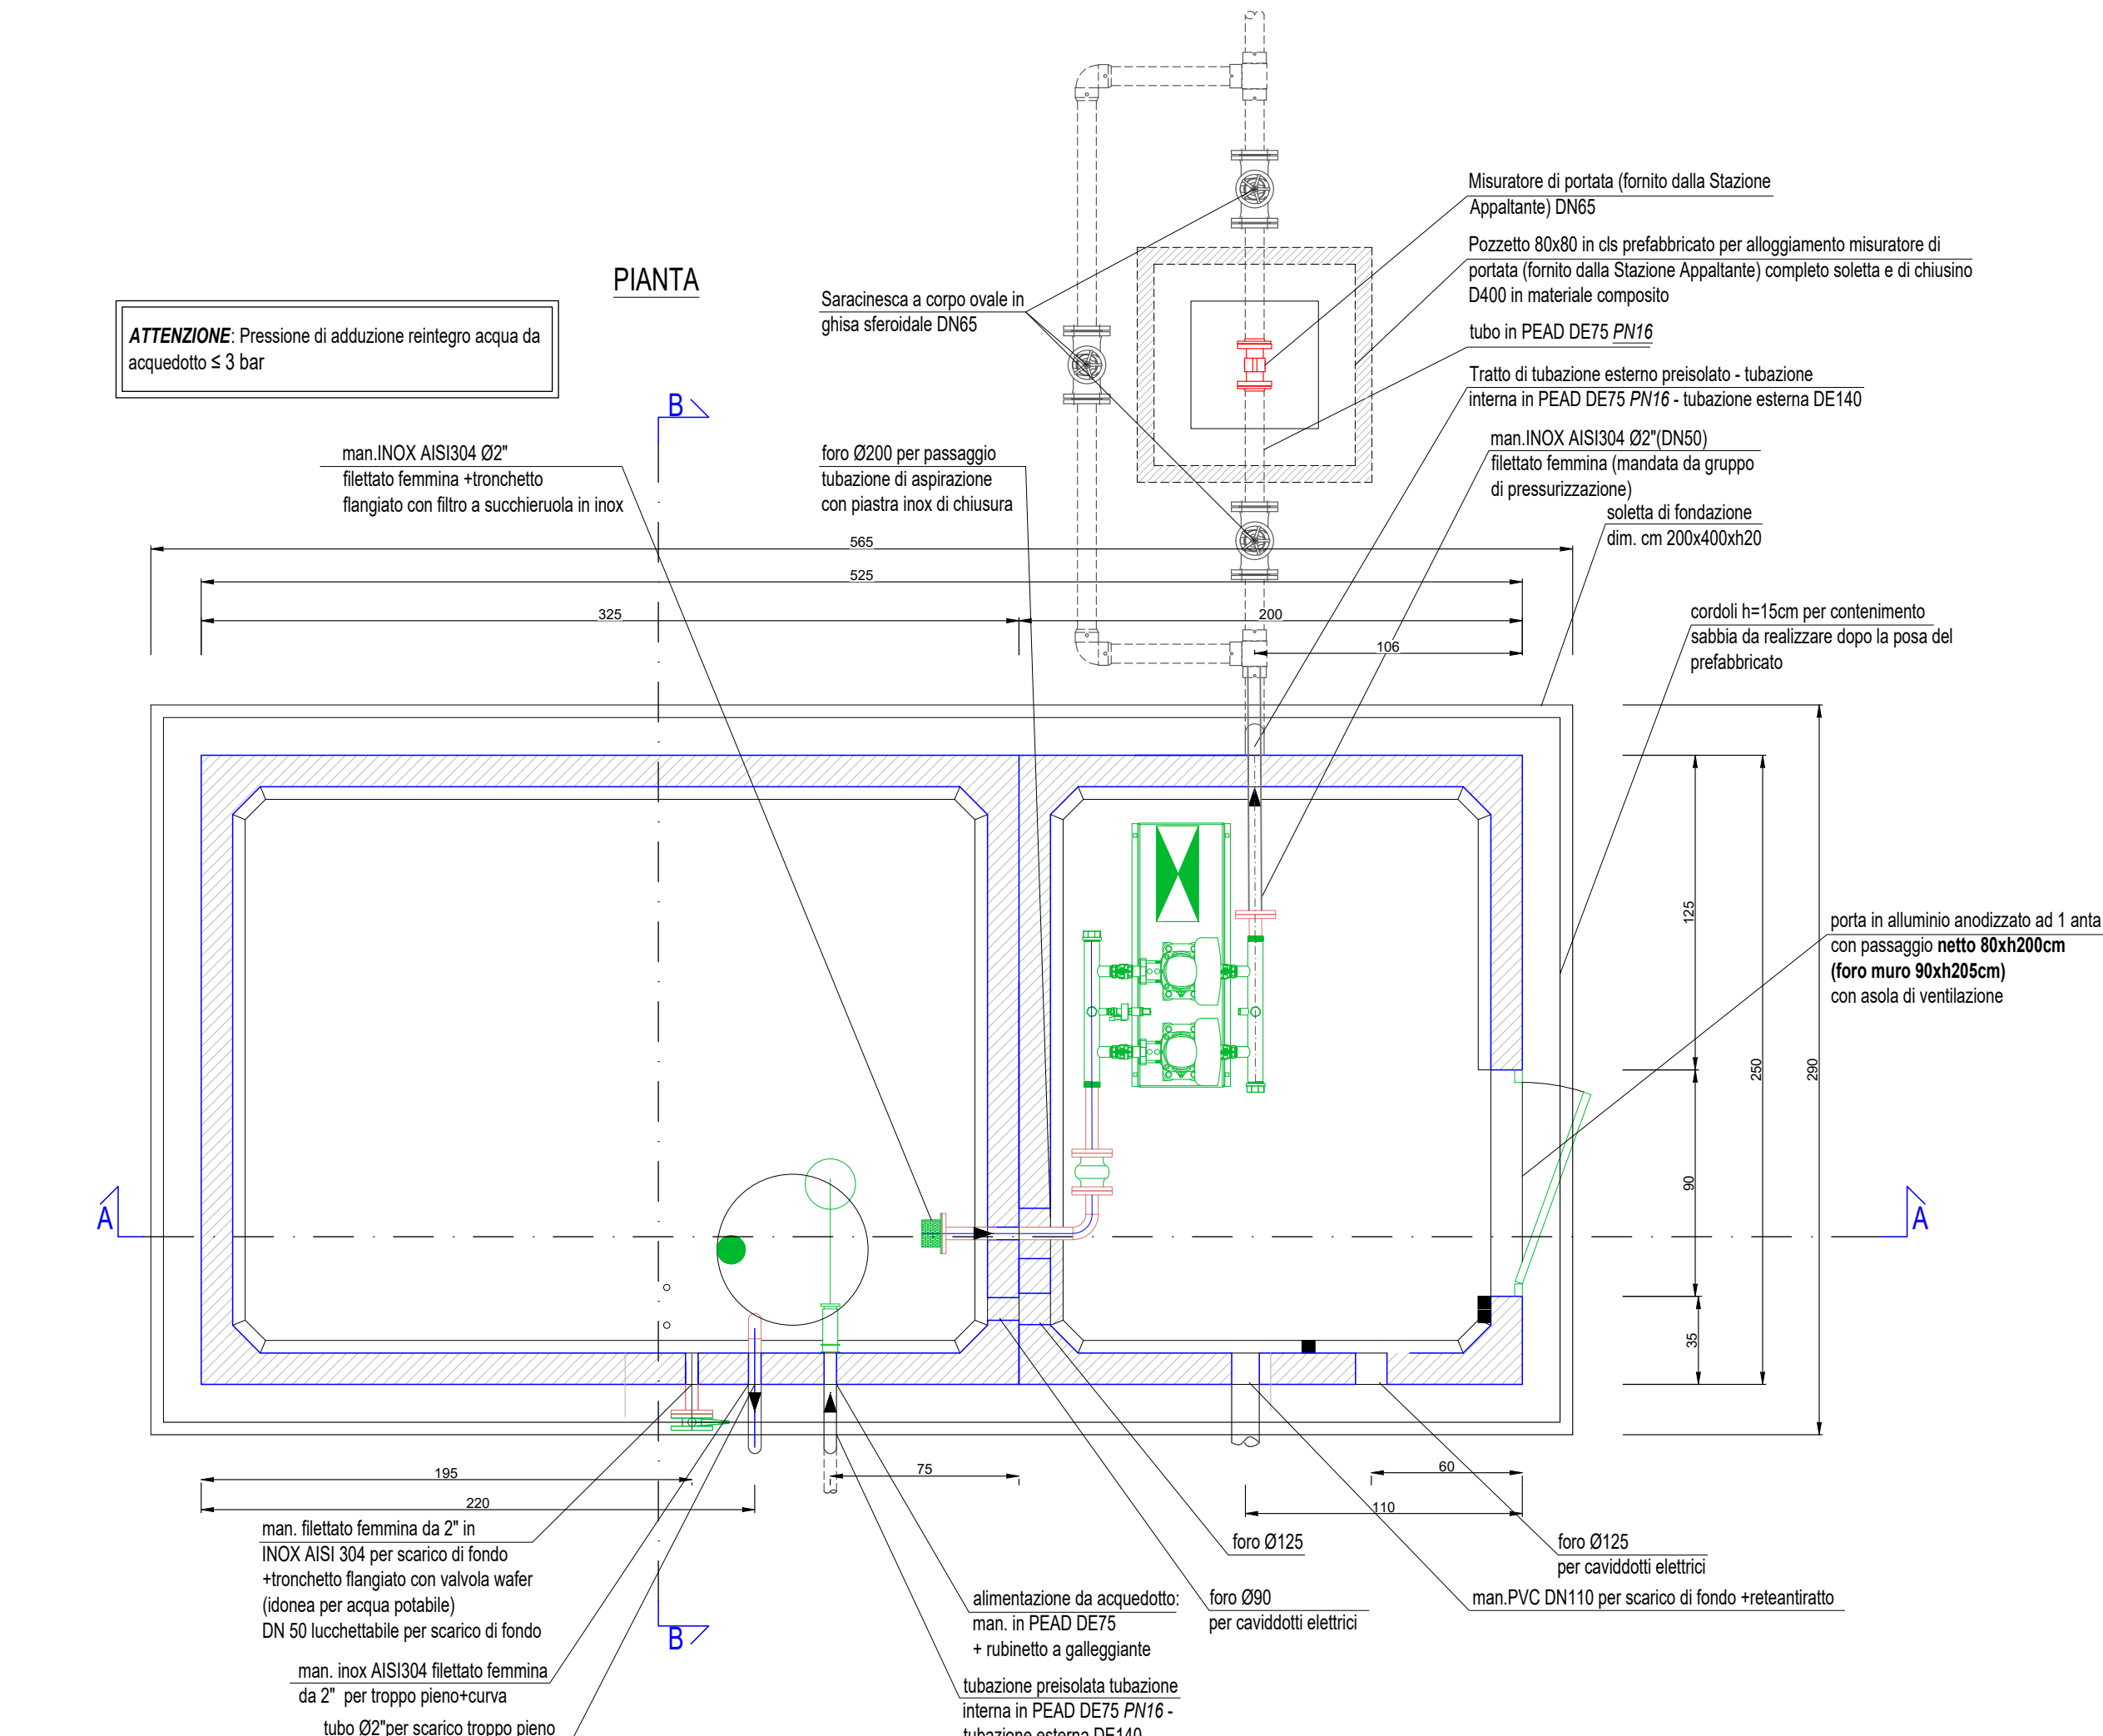 PIANTA
ATTENZIONE: Pressione di adduzione reintegro acqua da
acquedotto ≤ 3 bar
Saracinesca a corpo ovale in
ghisa sferoidale DN65
Misuratore di portata (fornito dalla Stazione
Appaltante) DN65
Pozzetto 80x80 in cls prefabbricato per alloggiamento misuratore di
portata (fornito dalla Stazione Appaltante) completo soletta e di chiusino
D400 in materiale composito
tubo in PEAD DE75 PN16
Tratto di tubazione esterno preisolato - tubazione
interna in PEAD DE75 PN16 - tubazione esterna DE140
man.INOX AISI304 Ø2"(DN50)
filettato femmina (mandata da gruppo
di pressurizzazione)
soletta di fondazione
dim. cm 200x400xh20
cordoli h=15cm per contenimento
sabbia da realizzare dopo la posa del
prefabbricato
B
man.INOX AISI304 Ø2"
filettato femmina +tronchetto
flangiato con filtro a succhieruola in inox
foro Ø200 per passaggio
tubazione di aspirazione
con piastra inox di chiusura
565
525
325
200
106
125
90
35
250
290
porta in alluminio anodizzato ad 1 anta
con passaggio netto 80xh200cm
(foro muro 90xh205cm)
con asola di ventilazione
A
A
195
220
75
60
110
man. filettato femmina da 2" in
INOX AISI 304 per scarico di fondo
+tronchetto flangiato con valvola wafer
(idonea per acqua potabile)
DN 50 lucchettabile per scarico di fondo
B
man. inox AISI304 filettato femmina
da 2" per troppo pieno+curva
tubo Ø2"per scarico troppo pieno
alimentazione da acquedotto:
man. in PEAD DE75
+ rubinetto a galleggiante
tubazione preisolata tubazione
interna in PEAD DE75 PN16 -
tubazione esterna DE140
foro Ø125
foro Ø90
per caviddotti elettrici
foro Ø125
per caviddotti elettrici
man.PVC DN110 per scarico di fondo +reteantiratto